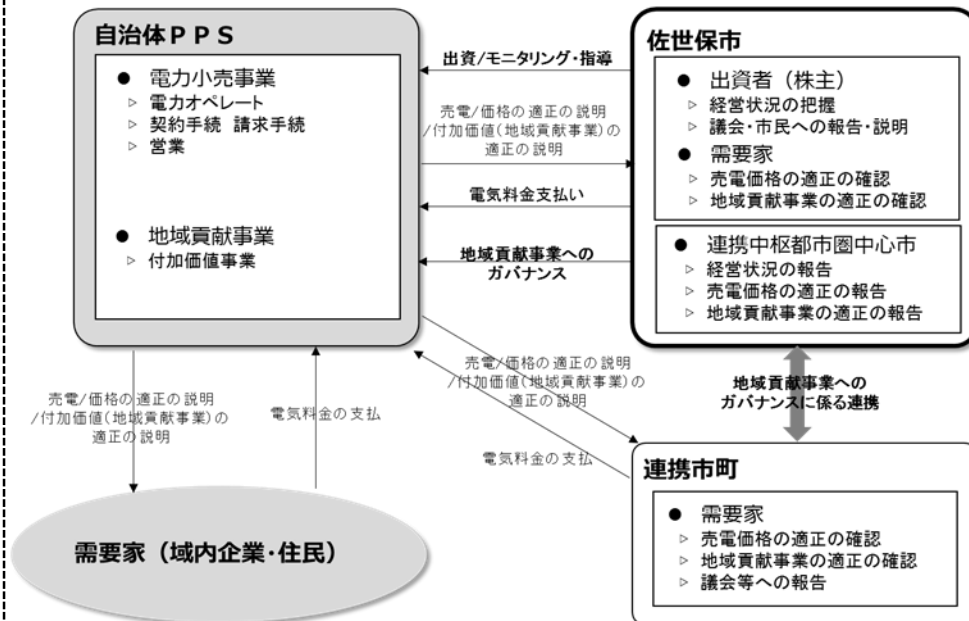 自治体ＰＰＳ
● 電力小売事業
▷ 電力オペレート
▷ 契約手続 請求手続
▷ 営業
● 地域貢献事業
▷ 付加価値事業
出資/モニタリング・指導
売電/価格の適正の説明
/付加価値(地域貢献事業)の
適正の説明
電気料金支払い
地域貢献事業への
ガバナンス
佐世保市
● 出資者（株主）
▷ 経営状況の把握
▷ 議会・市民への報告・説明
● 需要家
▷ 売電価格の適正の確認
▷ 地域貢献事業の適正の確認
● 連携中枢都市圏中心市
▷ 経営状況の報告
▷ 売電価格の適正の報告
▷ 地域貢献事業の適正の報告
売電/価格の適正の説明
/付加価値(地域貢献事業)の
適正の説明
電気料金の支払
売電/価格の適正の説明
/付加価値(地域貢献事業)の
適正の説明
電気料金の支払
地域貢献事業への
ガバナンスに係る連携
需要家（域内企業・住民）
連携市町
● 需要家
▷ 売電価格の適正の確認
▷ 地域貢献事業の適正の確認
▷ 議会等への報告